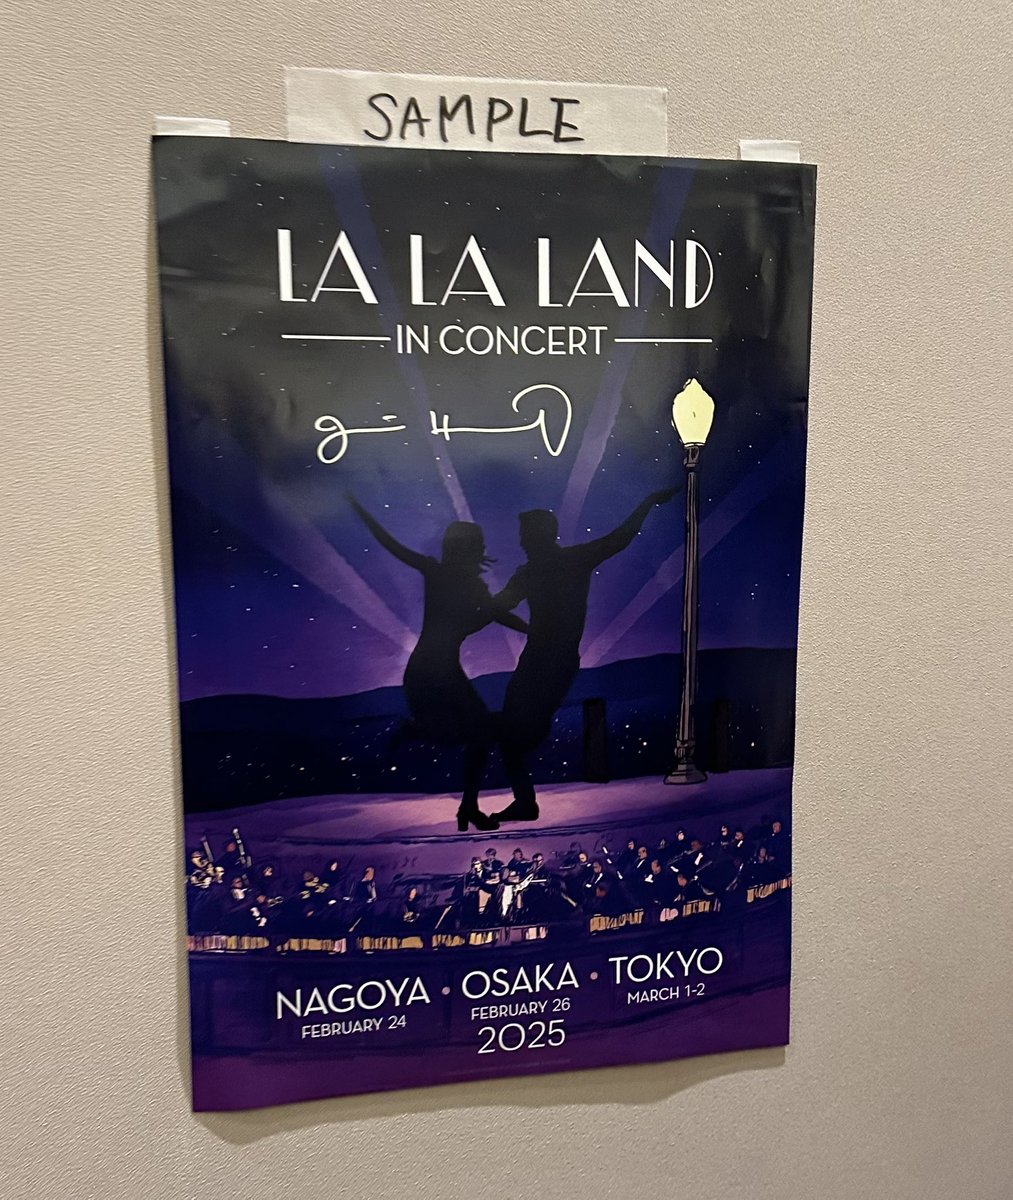 SAMPLE
LA LA LAND
IN CONCERT
NAGOYA • OSAKA • TOKYO
FEBRUARY 24 FEBRUARY 26 MARCH 1-2
2025